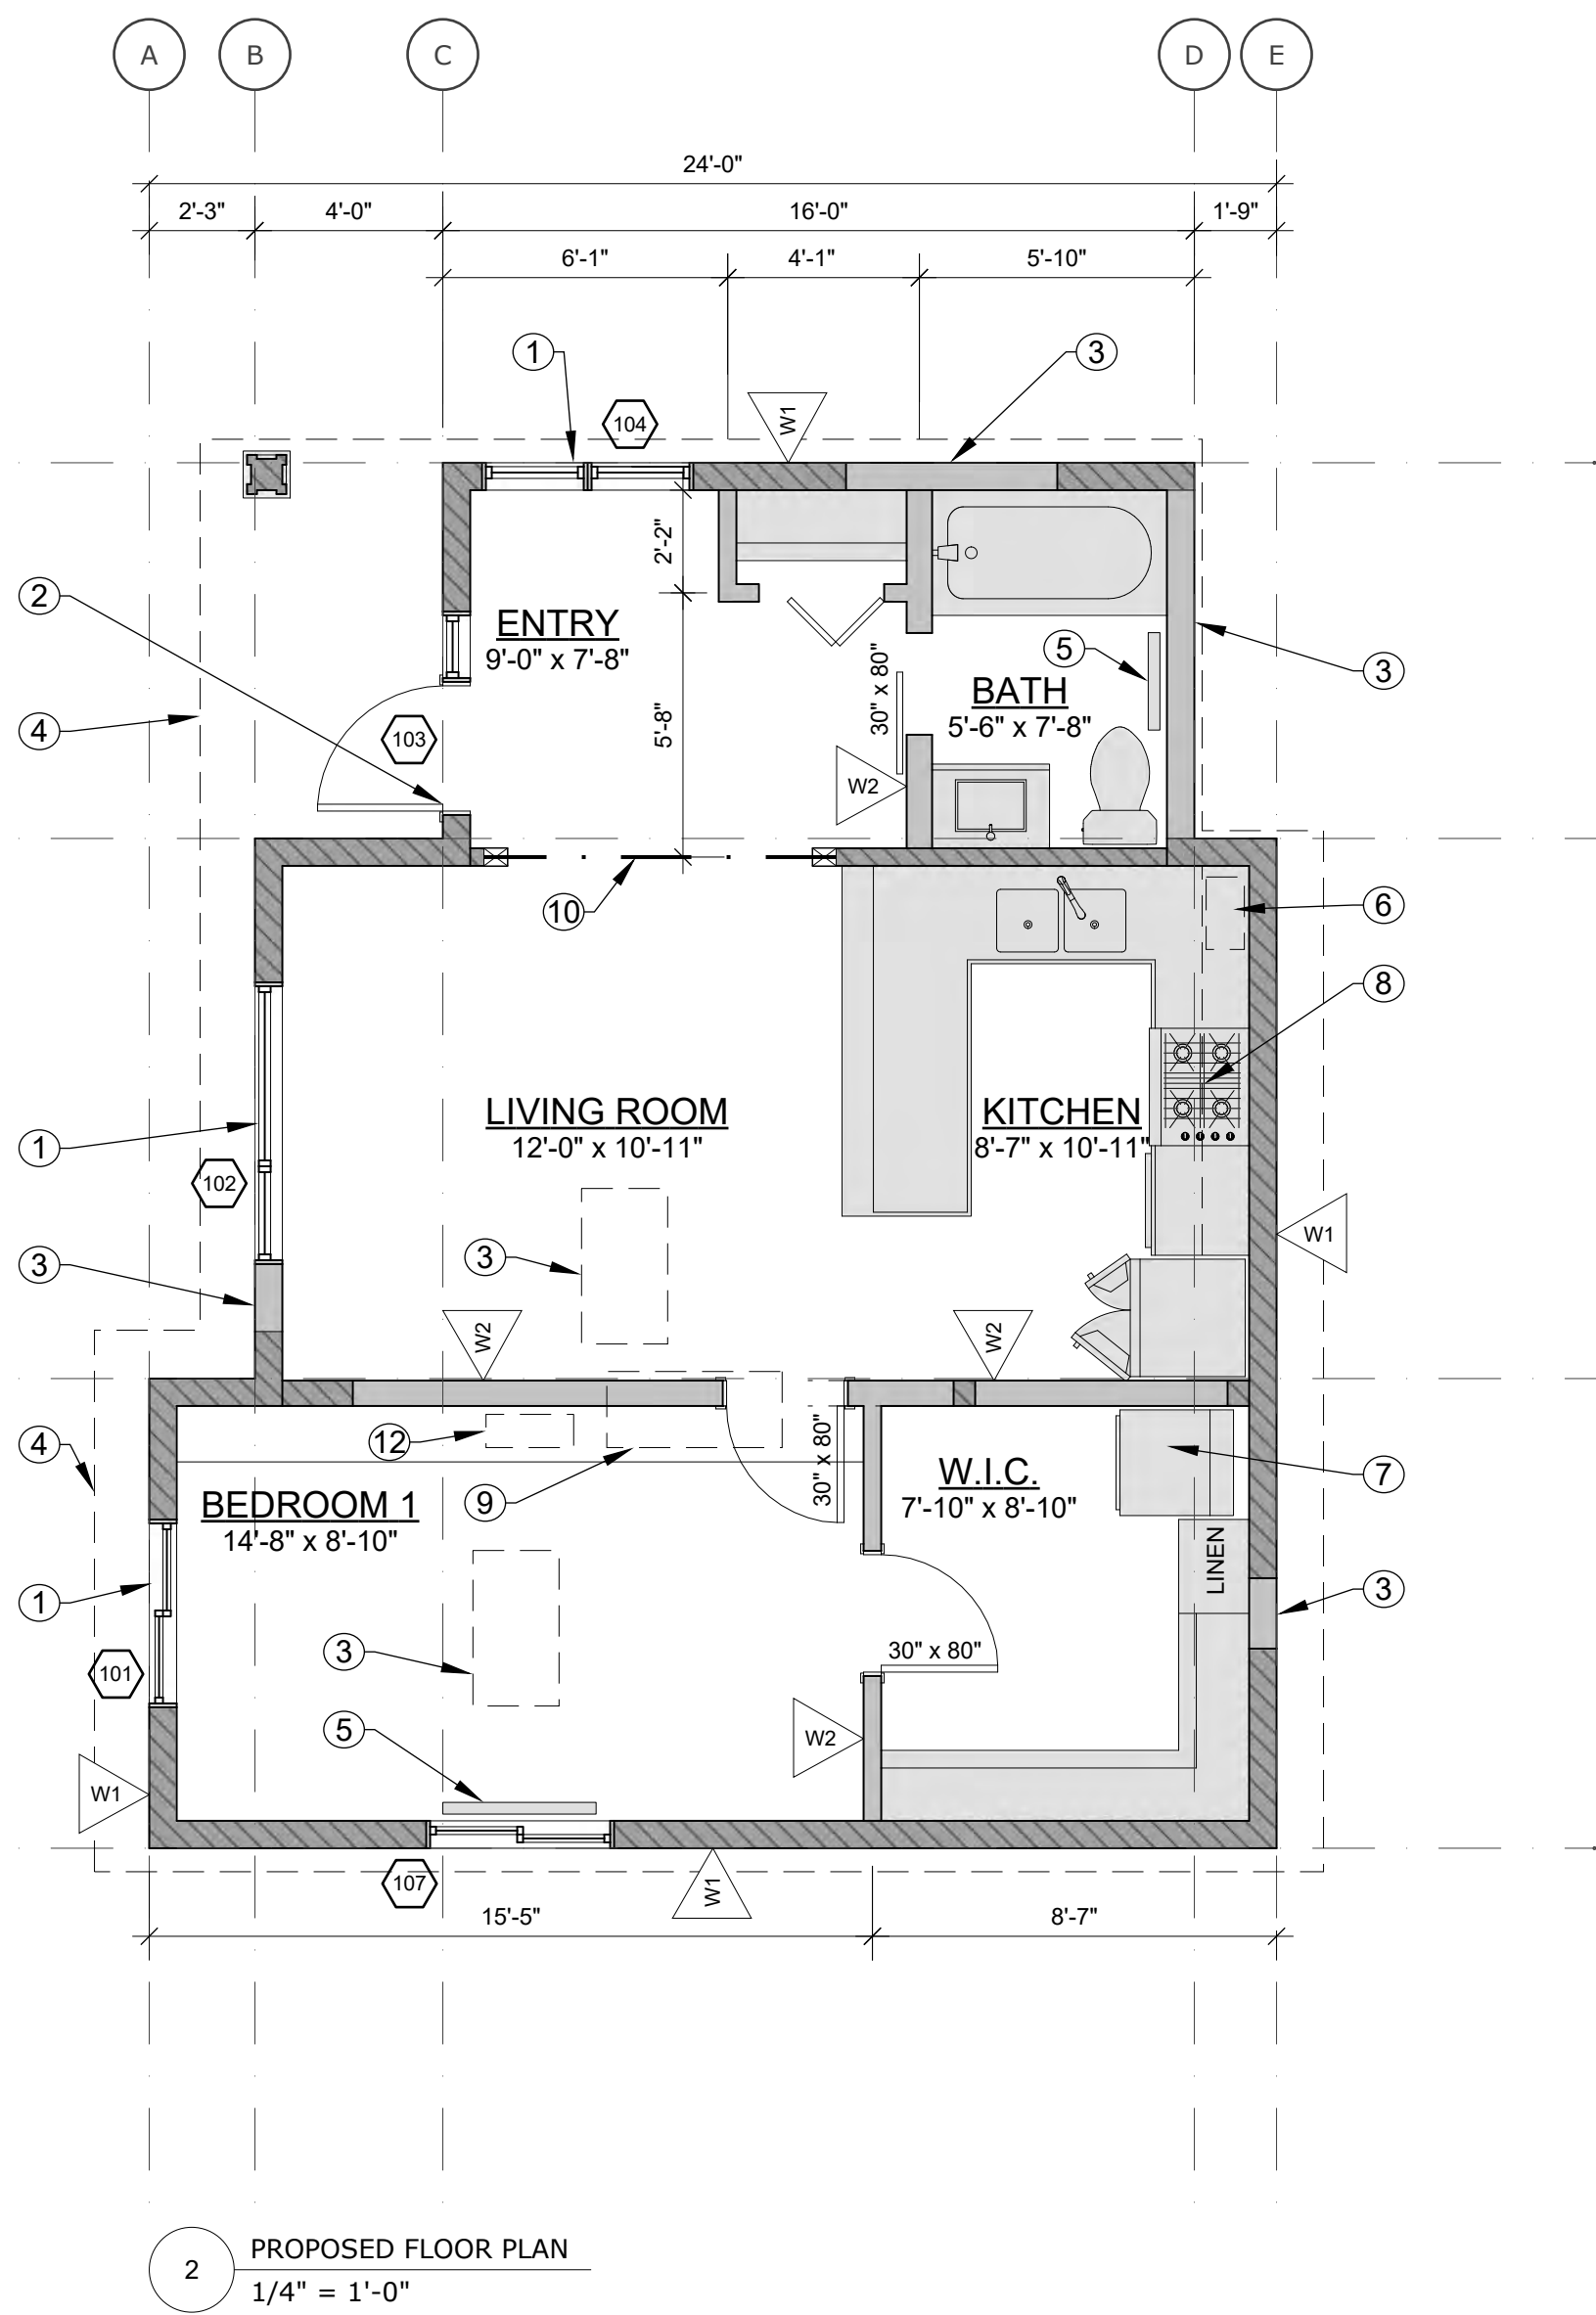 A
B
C
D
E
24'-0"
2'-3"
4'-0"
16'-0"
1'-9"
6'-1"
4'-1"
5'-10"
1
3
104
W1
2'-2"
2
ENTRY
9'-0" x 7'-8"
5
30" x 80"
BATH
5'-6" x 7'-8"
3
4
103
5'-8"
W2
10
6
8
LIVING ROOM
12'-0" x 10'-11"
KITCHEN
8'-7" x 10'-11"
1
102
W1
3
3
W2
W2
12
4
9
30" x 80"
W.I.C.
7'-10" x 8'-10"
7
BEDROOM 1
14'-8" x 8'-10"
LINEN
1
3
3
30" x 80"
101
5
W2
W1
107
W1
15'-5"
8'-7"
2
PROPOSED FLOOR PLAN
1/4" = 1'-0"